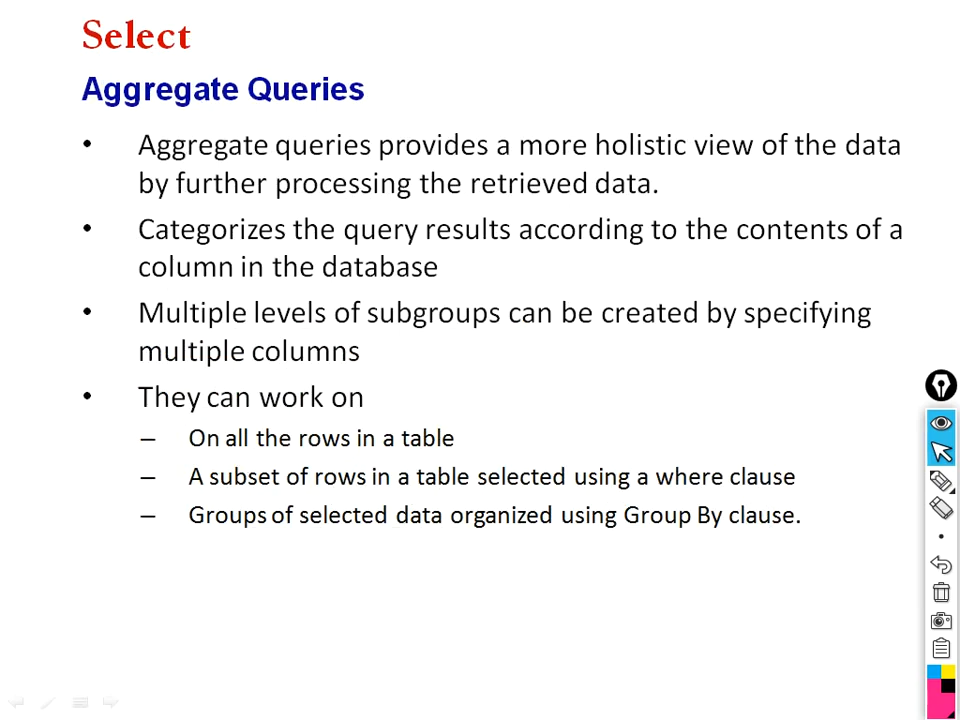 Select
Aggregate Queries
• Aggregate queries provides a more holistic view of the data
by further processing the retrieved data.
• Categorizes the query results according to the contents of a
column in the database
• Multiple levels of subgroups can be created by specifying
multiple columns
• They can work on
– On all the rows in a table
– A subset of rows in a table selected using a where clause
– Groups of selected data organized using Group By clause.